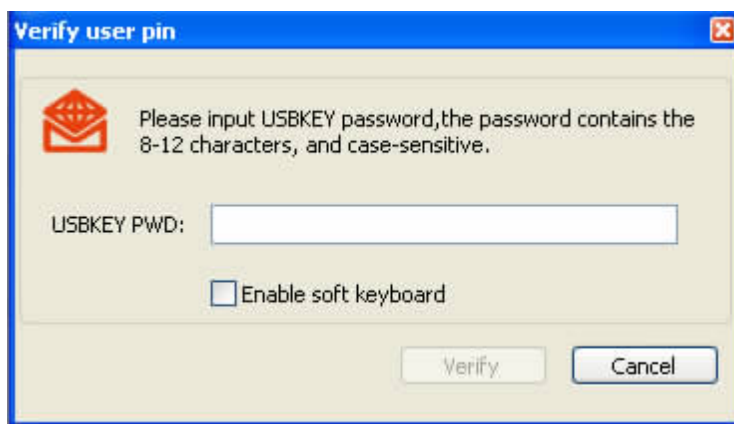 Verify user pin
Please input USBKEY password,the password contains the
8-12 characters, and case-sensitive.
USBKEY PWD:
Enable soft keyboard
Verify
Cancel